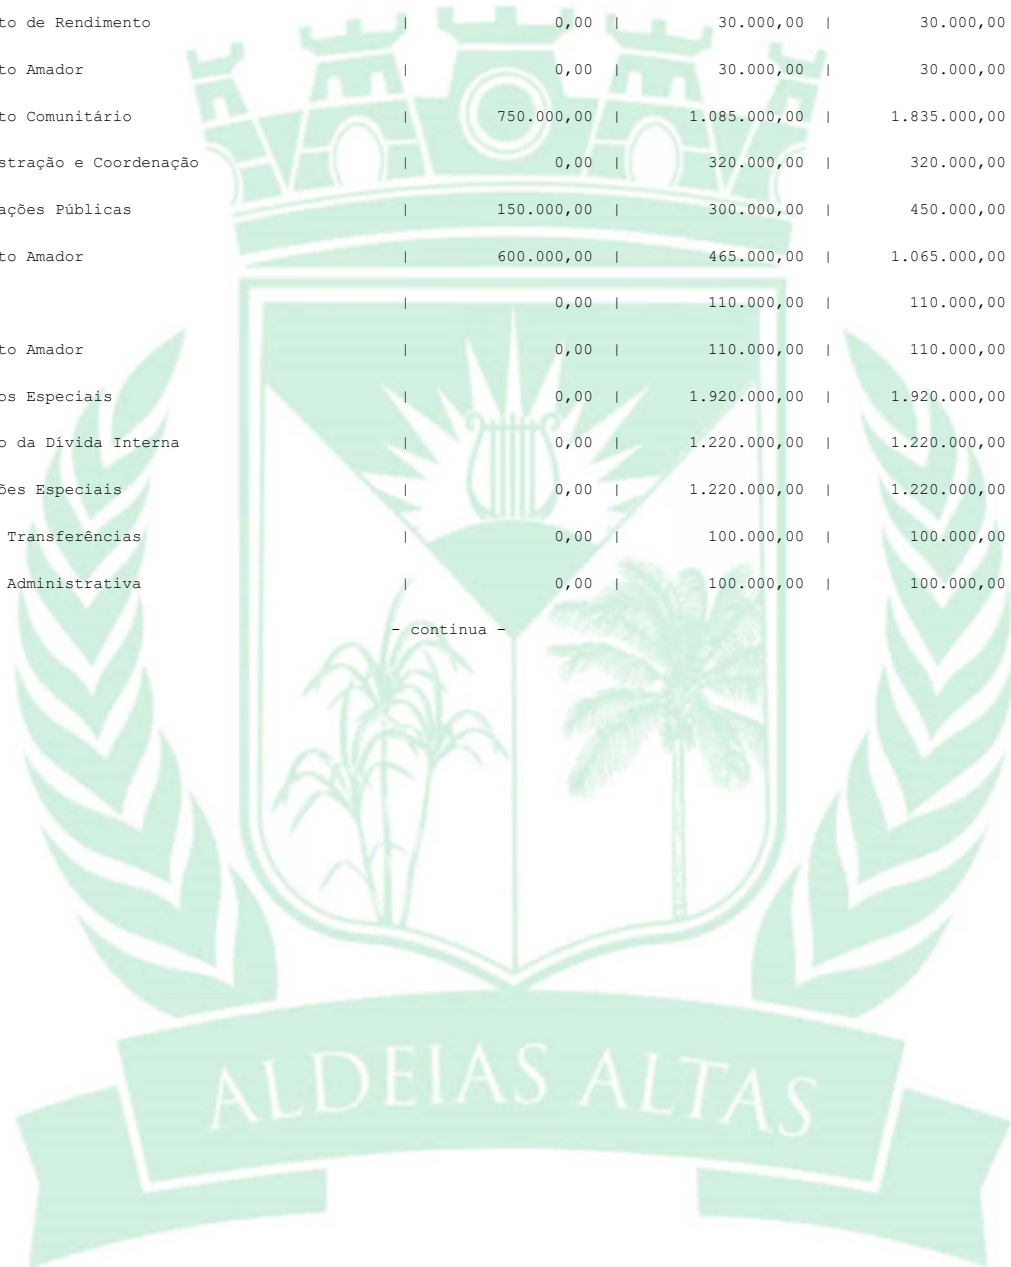 to de Rendimento | 0,00 | 30.000,00 | 30.000,00
to Amador | 0,00 | 30.000,00 | 30.000,00
to Comunitário | 750.000,00 | 1.085.000,00 | 1.835.000,00
stração e Coordenação | 0,00 | 320.000,00 | 320.000,00
ações Públicas | 150.000,00 | 300.000,00 | 450.000,00
to Amador | 600.000,00 | 465.000,00 | 1.065.000,00
| 0,00 | 110.000,00 | 110.000,00
to Amador | 0,00 | 110.000,00 | 110.000,00
os Especiais | 0,00 | 1.920.000,00 | 1.920.000,00
o da Dívida Interna | 0,00 | 1.220.000,00 | 1.220.000,00
ões Especiais | 0,00 | 1.220.000,00 | 1.220.000,00
Transferências | 0,00 | 100.000,00 | 100.000,00
Administrativa | 0,00 | 100.000,00 | 100.000,00
- continua -
ALDEIAS ALTAS